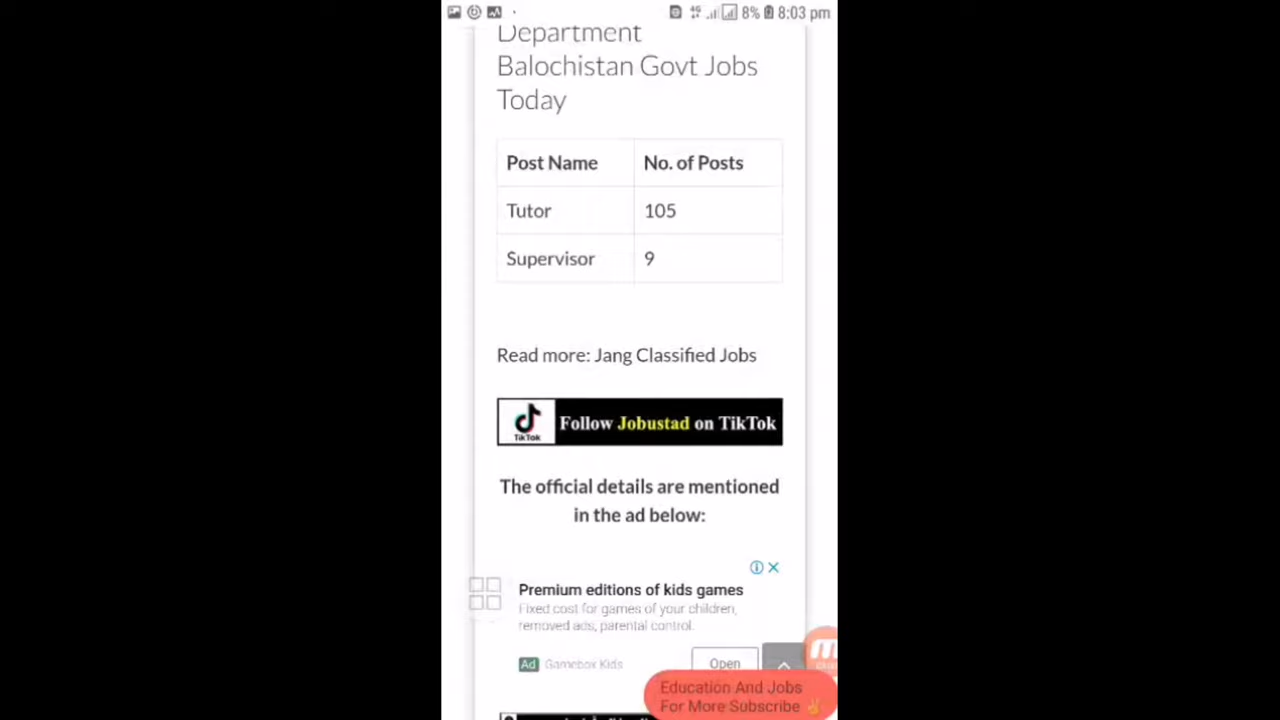 8% 8:03 pm
Department
Balochistan Govt Jobs
Today
Post Name No. of Posts
Tutor 105
Supervisor 9
Read more: Jang Classified Jobs
TikTok Follow Jobustad on TikTok
The official details are mentioned
in the ad below:
Premium editions of kids games
Fixed cost for games of your children,
removed ads, parental control.
Ad Gamebox Kids Open
Education And Jobs
For More Subscribe ✌